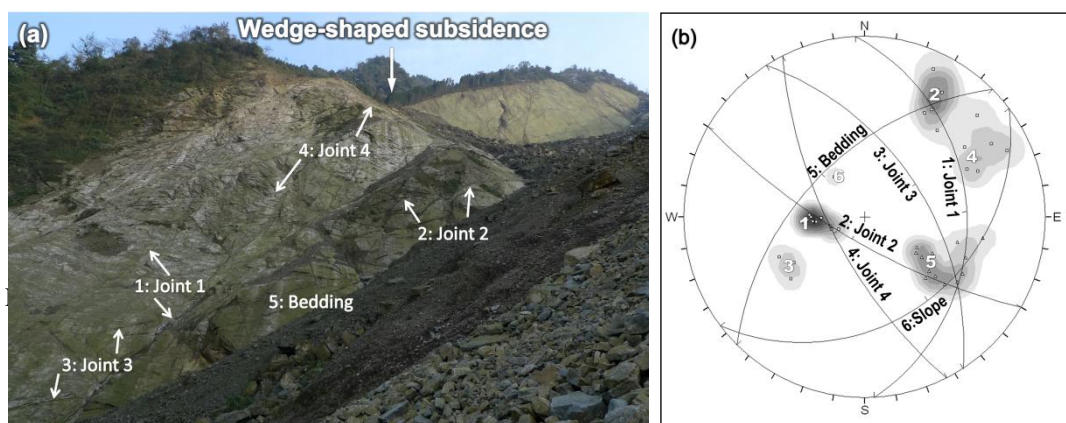 (a)
Wedge-shaped subsidence
4: Joint 4
2: Joint 2
1: Joint 1
5: Bedding
3: Joint 3
(b)
N
2
4
5: Bedding
3: Joint 3
1: Joint 1
6
W
1
2: Joint 2
E
3
4: Joint 4
5
6:Slope
S